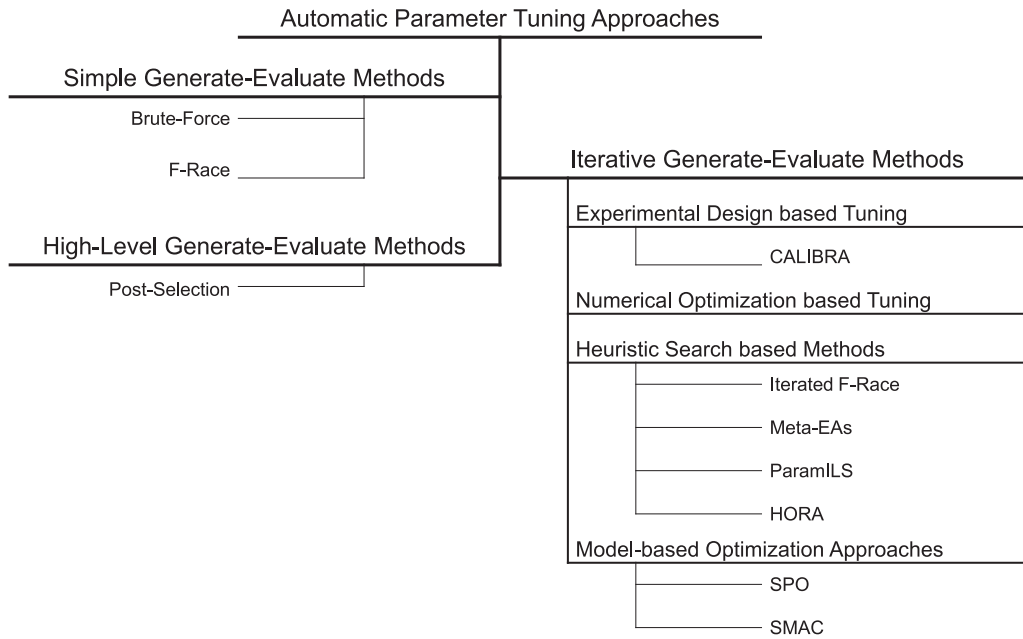 Automatic Parameter Tuning Approaches
Simple Generate-Evaluate Methods
Brute-Force
F-Race
High-Level Generate-Evaluate Methods
Post-Selection
Iterative Generate-Evaluate Methods
Experimental Design based Tuning
CALIBRA
Numerical Optimization based Tuning
Heuristic Search based Methods
Iterated F-Race
Meta-EAs
ParamILS
HORA
Model-based Optimization Approaches
SPO
SMAC